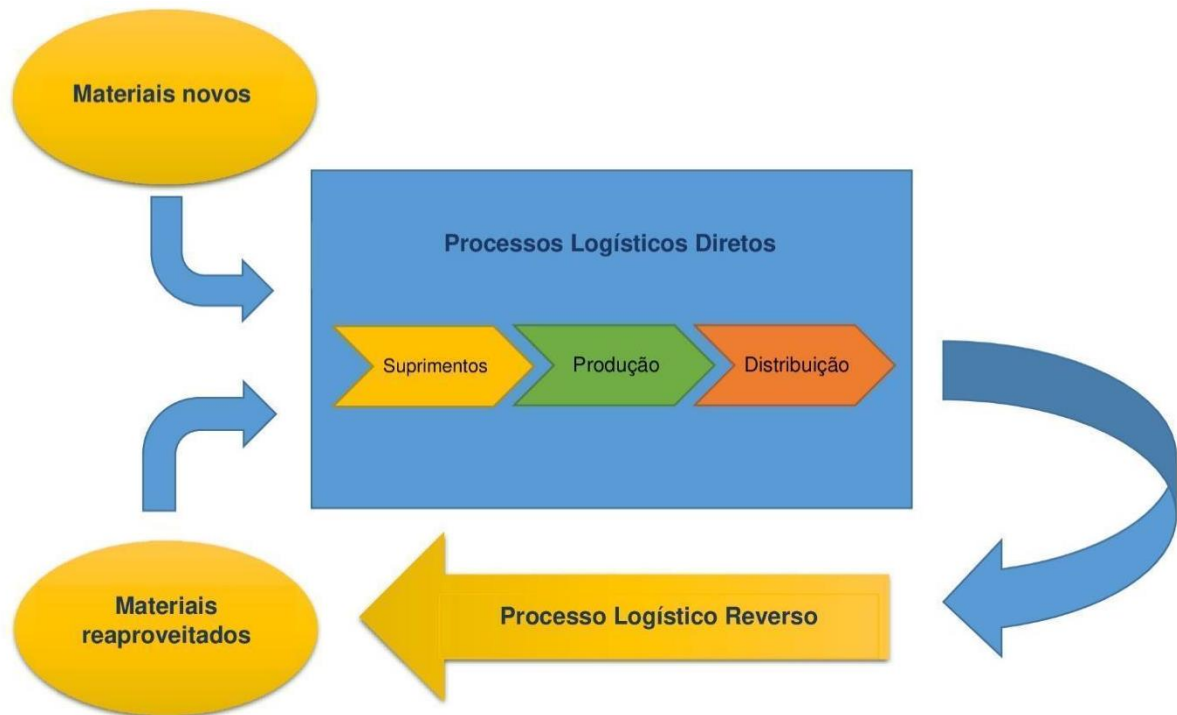 Materiais novos
Processos Logísticos Diretos
Suprimentos
Produção
Distribuição
Materiais
reaproveitados
Processo Logístico Reverso